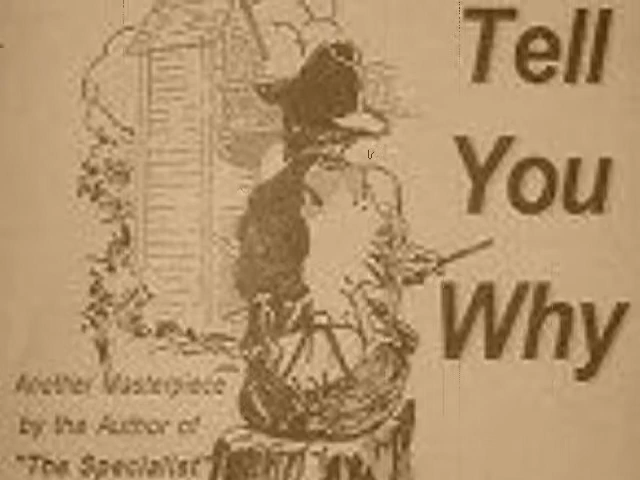 Tell
You
Why
Another Masterpiece
by the Author of
"The Specialist"